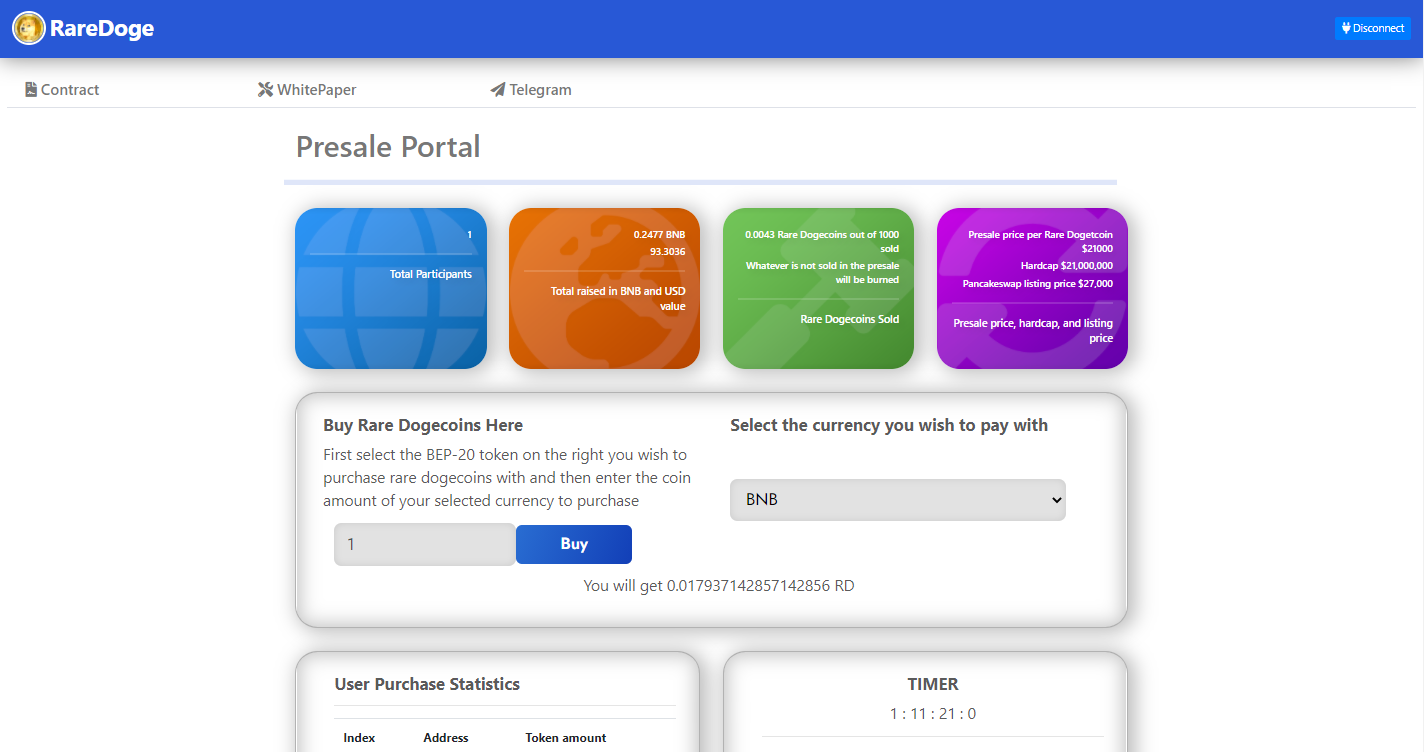 RareDoge
Disconnect
Contract
WhitePaper
Telegram
Presale Portal
1
Total Participants
0.2477 BNB
93.3036
Total raised in BNB and USD
value
0.0043 Rare Dogecoins out of 1000
sold
Whatever is not sold in the presale
will be burned
Rare Dogecoins Sold
Presale price per Rare Dogetcoin
$21000
Hardcap $21,000,000
Pancakeswap listing price $27,000
Presale price, hardcap, and listing
price
Buy Rare Dogecoins Here
First select the BEP-20 token on the right you wish to
purchase rare dogecoins with and then enter the coin
amount of your selected currency to purchase
1
Buy
Select the currency you wish to pay with
BNB
You will get 0.017937142857142856 RD
User Purchase Statistics
Index
Address
Token amount
TIMER
1 : 11 : 21 : 0